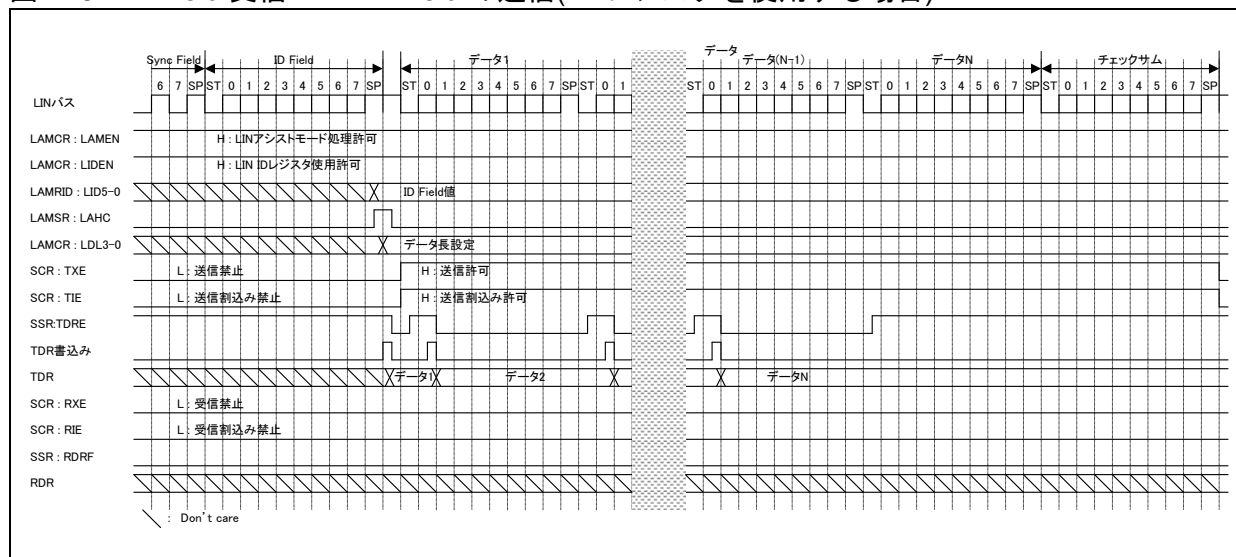 Sync Field ID Field データ1 データ データ(N-1) データN チェックサム
6 7 SP ST 0 1 2 3 4 5 6 7 SP ST 0 1 2 3 4 5 6 7 SP ST 0 1 ST 0 1 2 3 4 5 6 7 SP ST 0 1 2 3 4 5 6 7 SP ST 0 1 2 3 4 5 6 7 SP
LINバス
LAMCR : LAMEN H : LINアシストモード処理許可
LAMCR : LIDEN H : LIN IDレジスタ使用許可
LAMRID : LID5-0 ID Field値
LAMSR : LAHC
LAMCR : LDL3-0 データ長設定
SCR : TXE L : 送信禁止 H : 送信許可
SCR : TIE L : 送信割込み禁止 H : 送信割込み許可
SSR:TDRE
TDR書込み
TDR データ1 データ2 データN
SCR : RXE L : 受信禁止
SCR : RIE L : 受信割込み禁止
SSR : RDRF
RDR
: Don't care